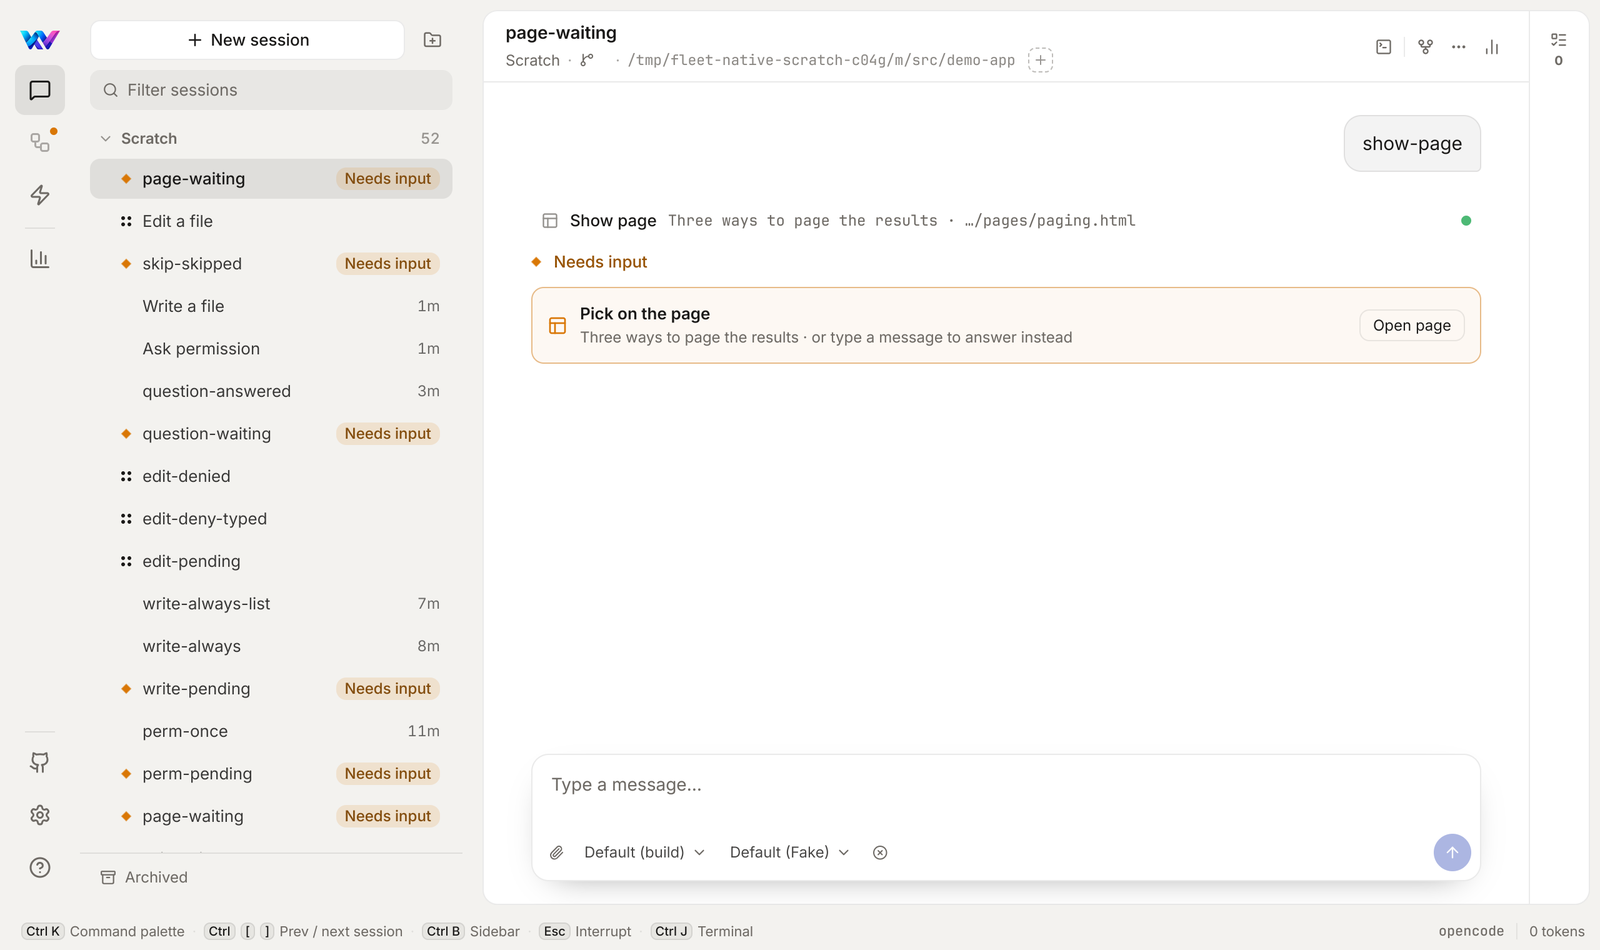 New session
Filter sessions
Scratch 52
page-waiting Needs input
Edit a file
skip-skipped Needs input
Write a file 1m
Ask permission 1m
question-answered 3m
question-waiting Needs input
edit-denied
edit-deny-typed
edit-pending
write-always-list 7m
write-always 8m
write-pending Needs input
perm-once 11m
perm-pending Needs input
page-waiting Needs input
Archived
page-waiting
Scratch · · /tmp/fleet-native-scratch-c04g/m/src/demo-app
0
show-page
Show page Three ways to page the results · …/pages/paging.html
Needs input
Pick on the page
Three ways to page the results · or type a message to answer instead
Open page
Type a message...
Default (build) Default (Fake)
Ctrl K Command palette Ctrl [ ] Prev / next session Ctrl B Sidebar Esc Interrupt Ctrl J Terminal opencode 0 tokens